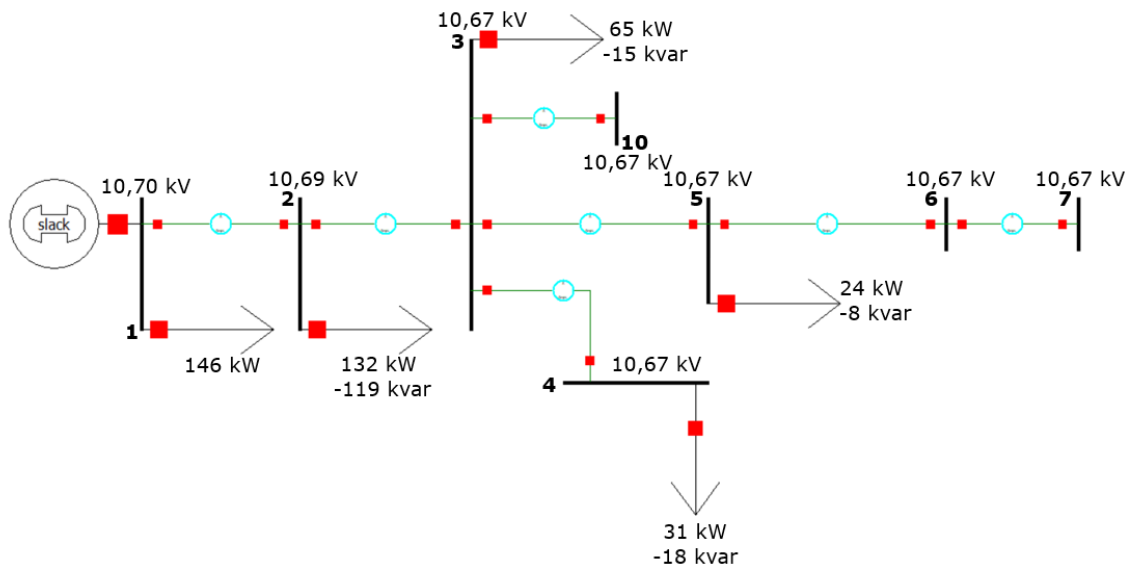 10,67 kV
3
65 kW
-15 kvar
10
10,67 kV
slack
10,70 kV
1
146 kW
10,69 kV
2
132 kW
-119 kvar
10,67 kV
5
24 kW
-8 kvar
10,67 kV
6
10,67 kV
7
4
10,67 kV
31 kW
-18 kvar